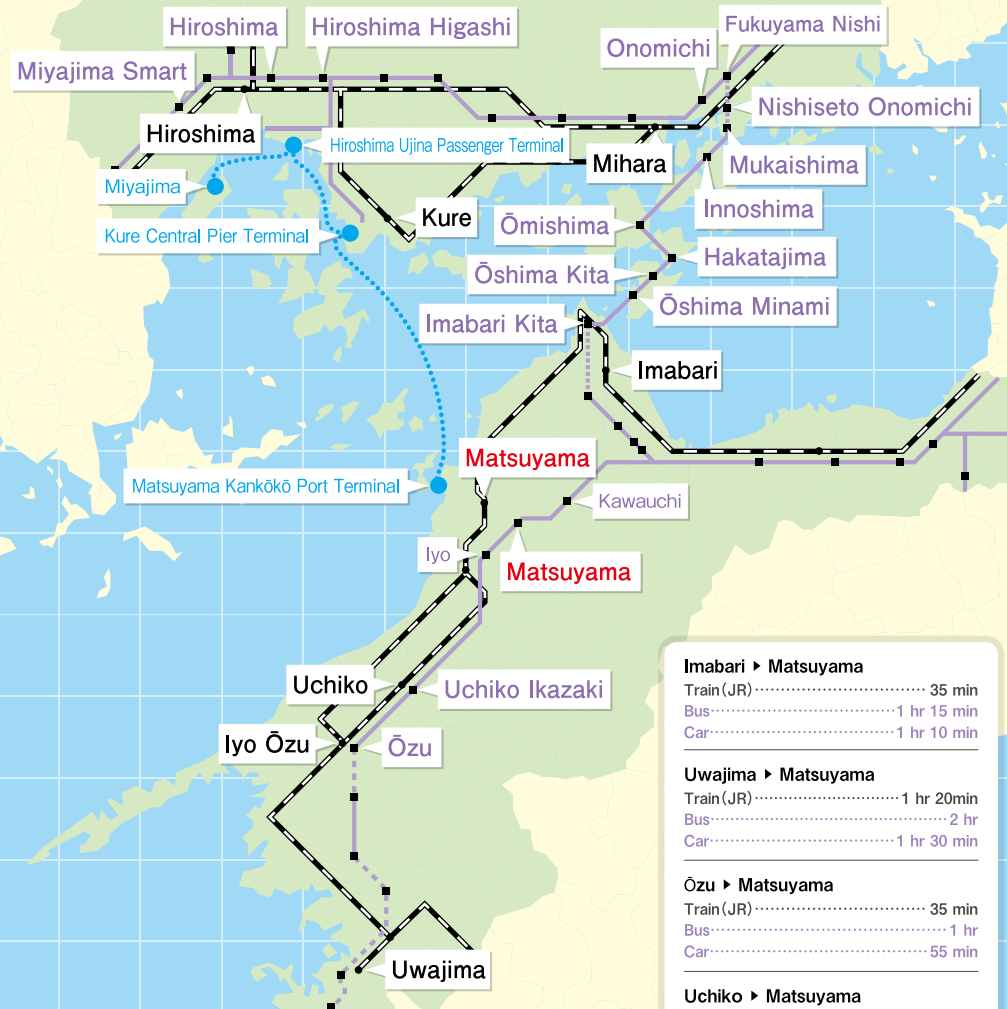 Hiroshima
Hiroshima Higashi
Fukuyama Nishi
Onomichi
Miyajima Smart
Nishiseto Onomichi
Hiroshima
Hiroshima Ujina Passenger Terminal
Mihara
Mukaishima
Miyajima
Innoshima
Kure
Ōmishima
Kure Central Pier Terminal
Hakatajima
Ōshima Kita
Ōshima Minami
Imabari Kita
Imabari
Matsuyama
Matsuyama Kankōkō Port Terminal
Kawauchi
Iyo
Matsuyama
Uchiko
Uchiko Ikazaki
Iyo Ōzu
Ōzu
Uwajima
Imabari ▶ Matsuyama
Train(JR)⋯⋯⋯⋯⋯⋯⋯⋯⋯ 35 min
Bus⋯⋯⋯⋯⋯⋯⋯⋯⋯ 1 hr 15 min
Car⋯⋯⋯⋯⋯⋯⋯⋯⋯ 1 hr 10 min
Uwajima ▶ Matsuyama
Train(JR)⋯⋯⋯⋯⋯⋯⋯ 1 hr 20min
Bus⋯⋯⋯⋯⋯⋯⋯⋯⋯⋯⋯ 2 hr
Car⋯⋯⋯⋯⋯⋯⋯⋯⋯ 1 hr 30 min
Ōzu ▶ Matsuyama
Train(JR)⋯⋯⋯⋯⋯⋯⋯⋯⋯ 35 min
Bus⋯⋯⋯⋯⋯⋯⋯⋯⋯⋯⋯ 1 hr
Car⋯⋯⋯⋯⋯⋯⋯⋯⋯⋯ 55 min
Uchiko ▶ Matsuyama